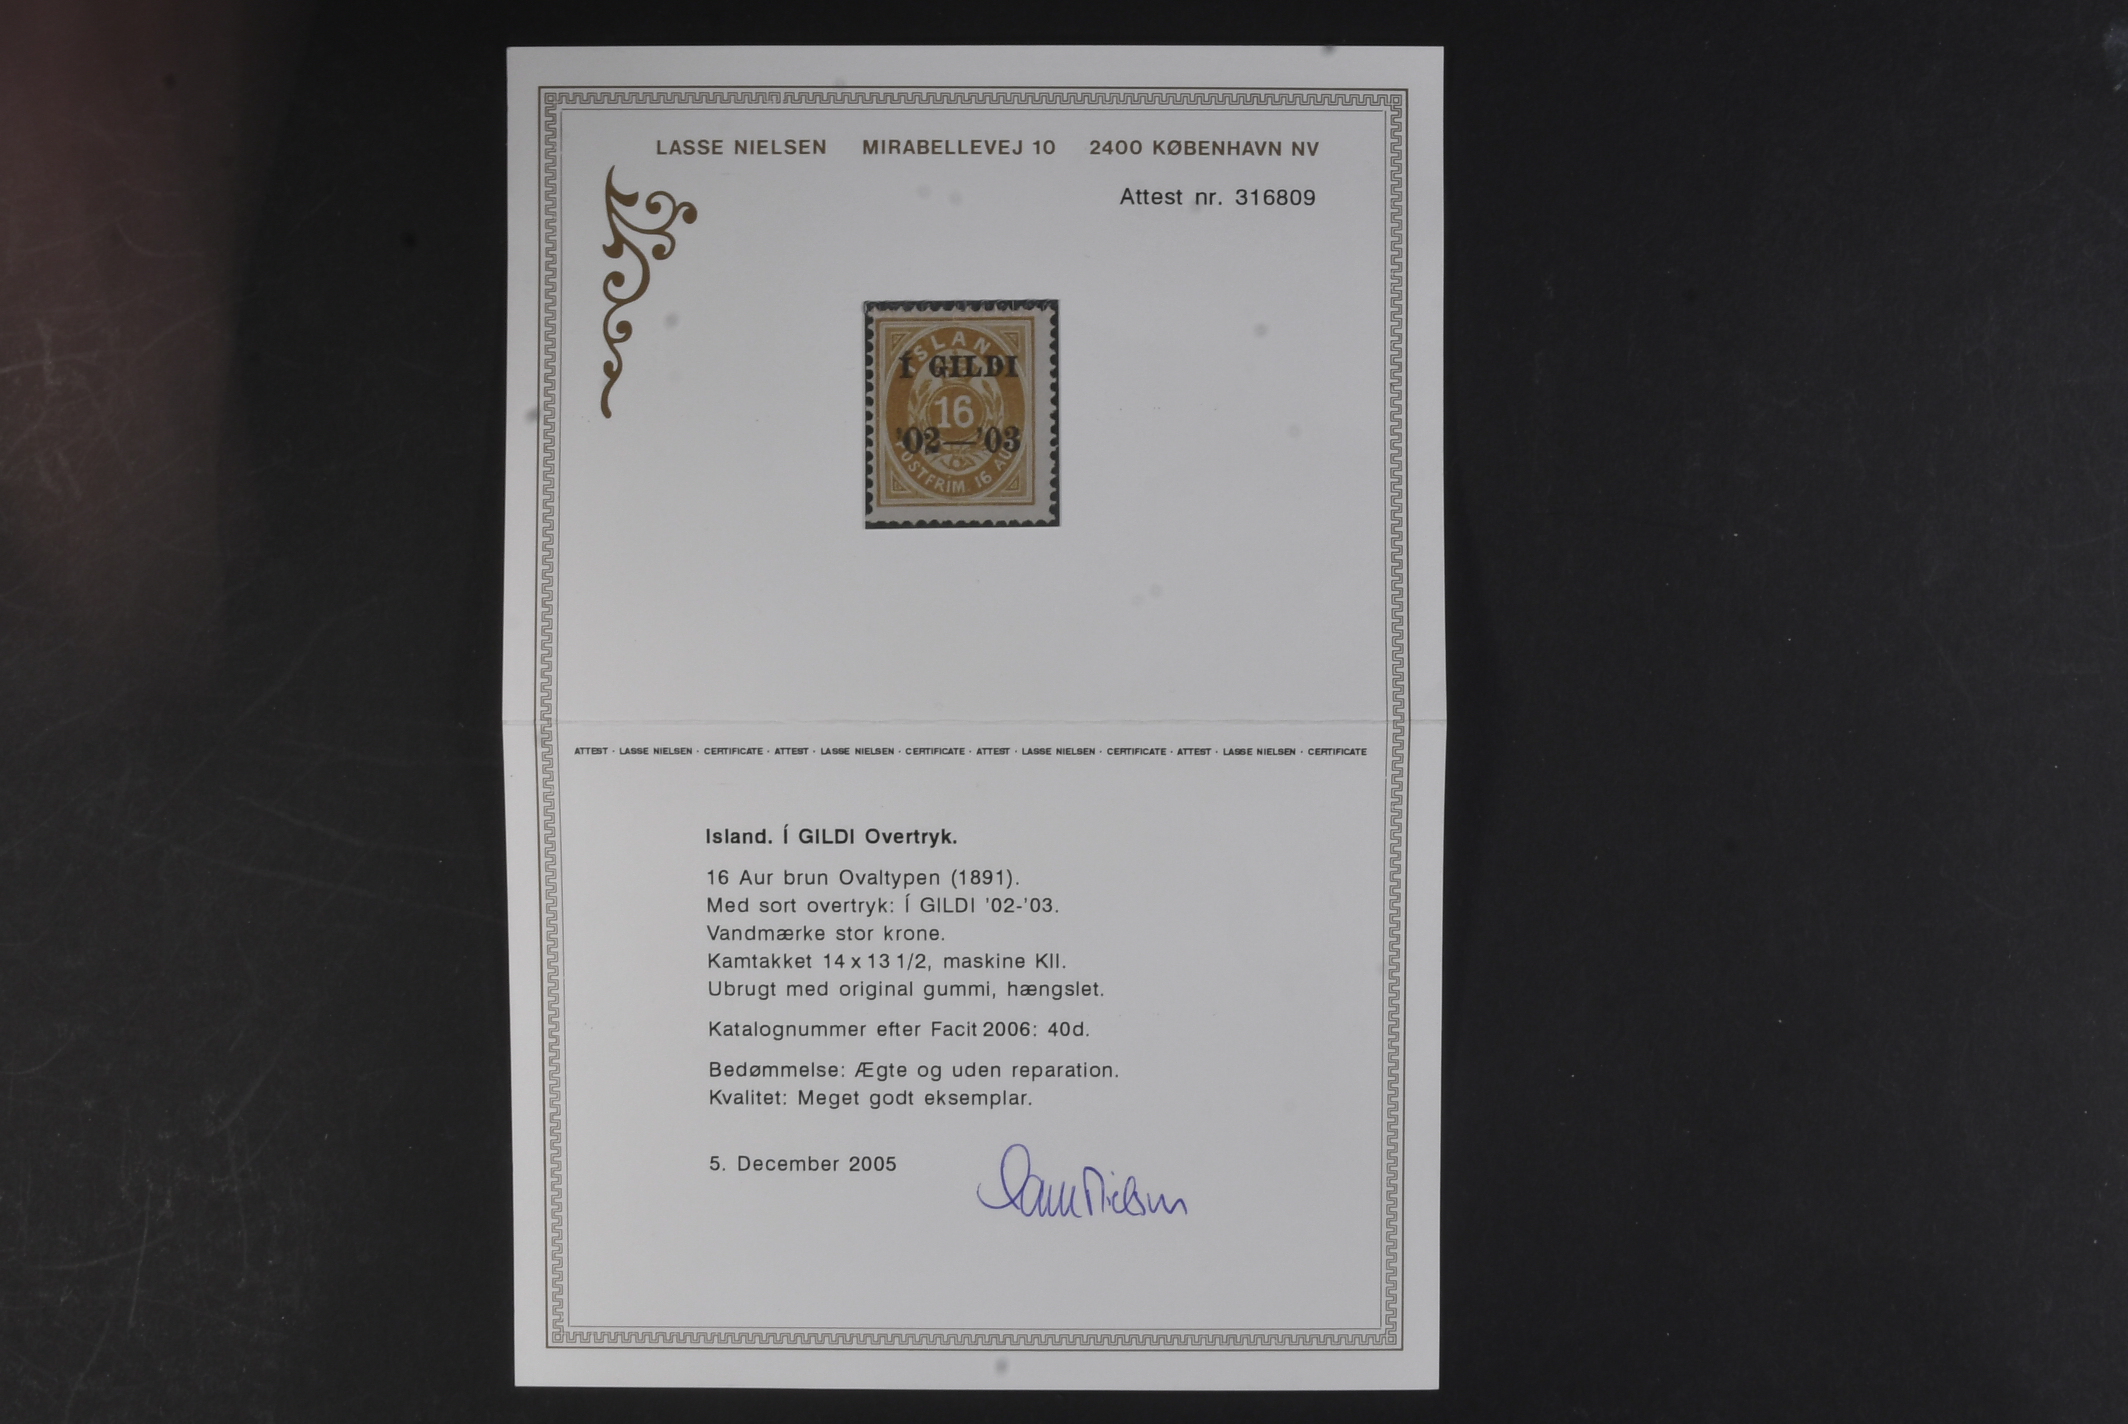 LASSE NIELSEN MIRABELLEVEJ 10 2400 KØBENHAVN NV
Attest nr. 316809
ISLAND
Í GILDI
16
'02—'03
PÓSTFRÍM. 16 AUR
ATTEST · LASSE NIELSEN · CERTIFICATE · ATTEST · LASSE NIELSEN · CERTIFICATE · ATTEST · LASSE NIELSEN · CERTIFICATE · ATTEST · LASSE NIELSEN · CERTIFICATE
Island. Í GILDI Overtryk.
16 Aur brun Ovaltypen (1891).
Med sort overtryk: Í GILDI '02-'03.
Vandmærke stor krone.
Kamtakket 14 x 13 1/2, maskine KII.
Ubrugt med original gummi, hængslet.
Katalognummer efter Facit 2006: 40d.
Bedømmelse: Ægte og uden reparation.
Kvalitet: Meget godt eksemplar.
5. December 2005
Lasse Nielsen